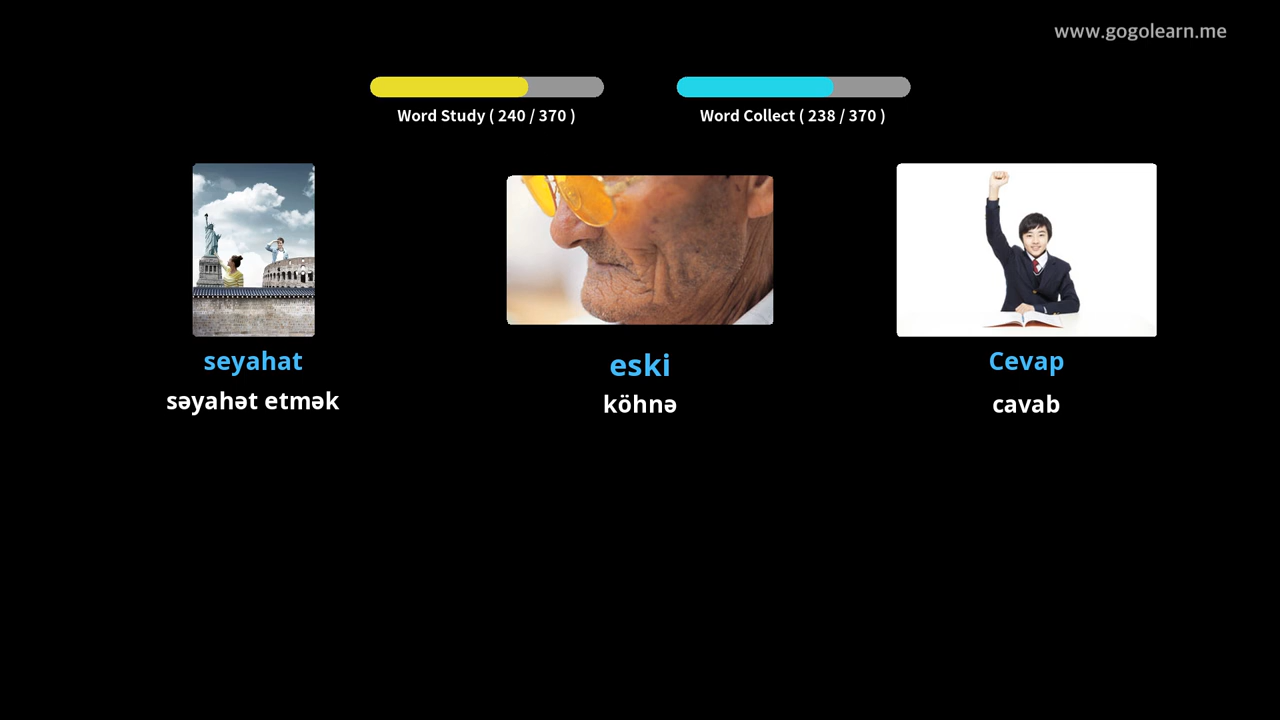 www.gogolearn.me
Word Study ( 240 / 370 )
Word Collect ( 238 / 370 )
seyahat
səyahət etmək
eski
köhnə
Cevap
cavab